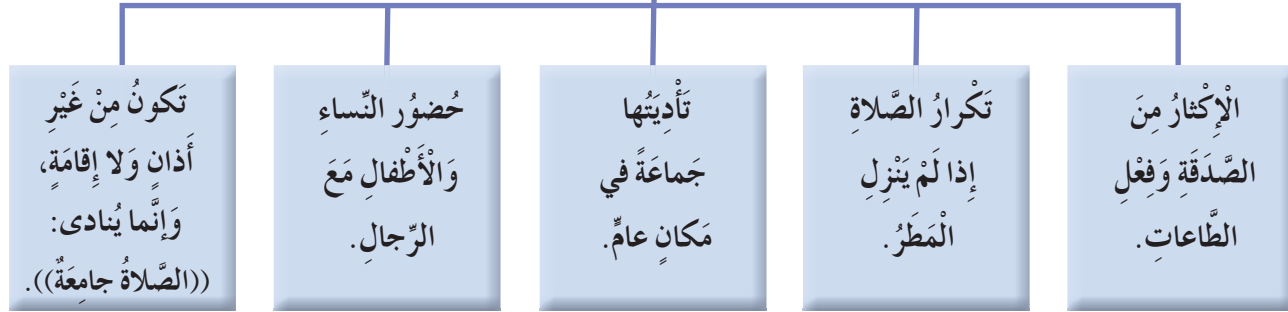 الْإِكْثارُ مِنَ
الصَّدَقَةِ وَفِعْلِ
الطَّاعاتِ.
تَكْرارُ الصَّلاةِ
إِذا لَمْ يَنْزِلِ
الْمَطَرُ.
تَأْدِيَتُها
جَماعَةً في
مَكانٍ عامٍّ.
حُضوُر النِّساءِ
وَالْأَطْفالِ مَعَ
الرِّجالِ.
تَكونُ مِنْ غَيْرِ
أَذانٍ وَلا إِقامَةٍ،
وَإِنَّما يُنادى:
((الصَّلاةُ جامِعَةٌ)).